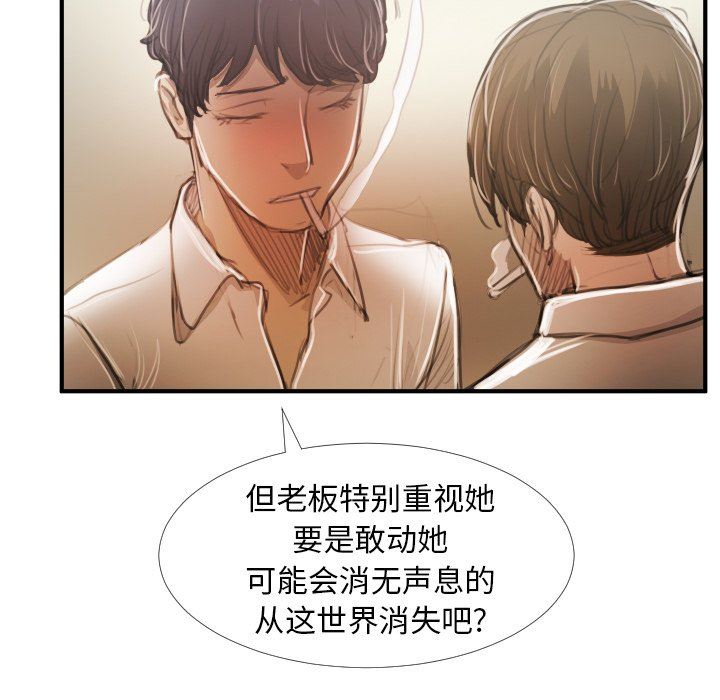 但老板特别重视她
要是敢动她
可能会消无声息的
从这世界消失吧?